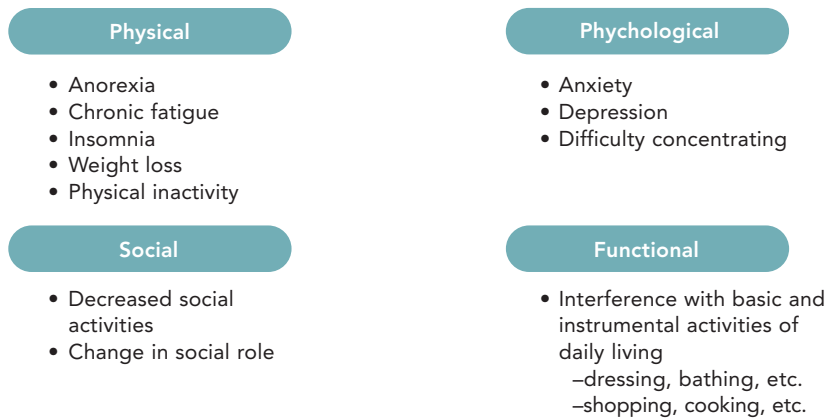 Physical
• Anorexia
• Chronic fatigue
• Insomnia
• Weight loss
• Physical inactivity
Phychological
• Anxiety
• Depression
• Difficulty concentrating
Social
• Decreased social
activities
• Change in social role
Functional
• Interference with basic and
instrumental activities of
daily living
–dressing, bathing, etc.
–shopping, cooking, etc.